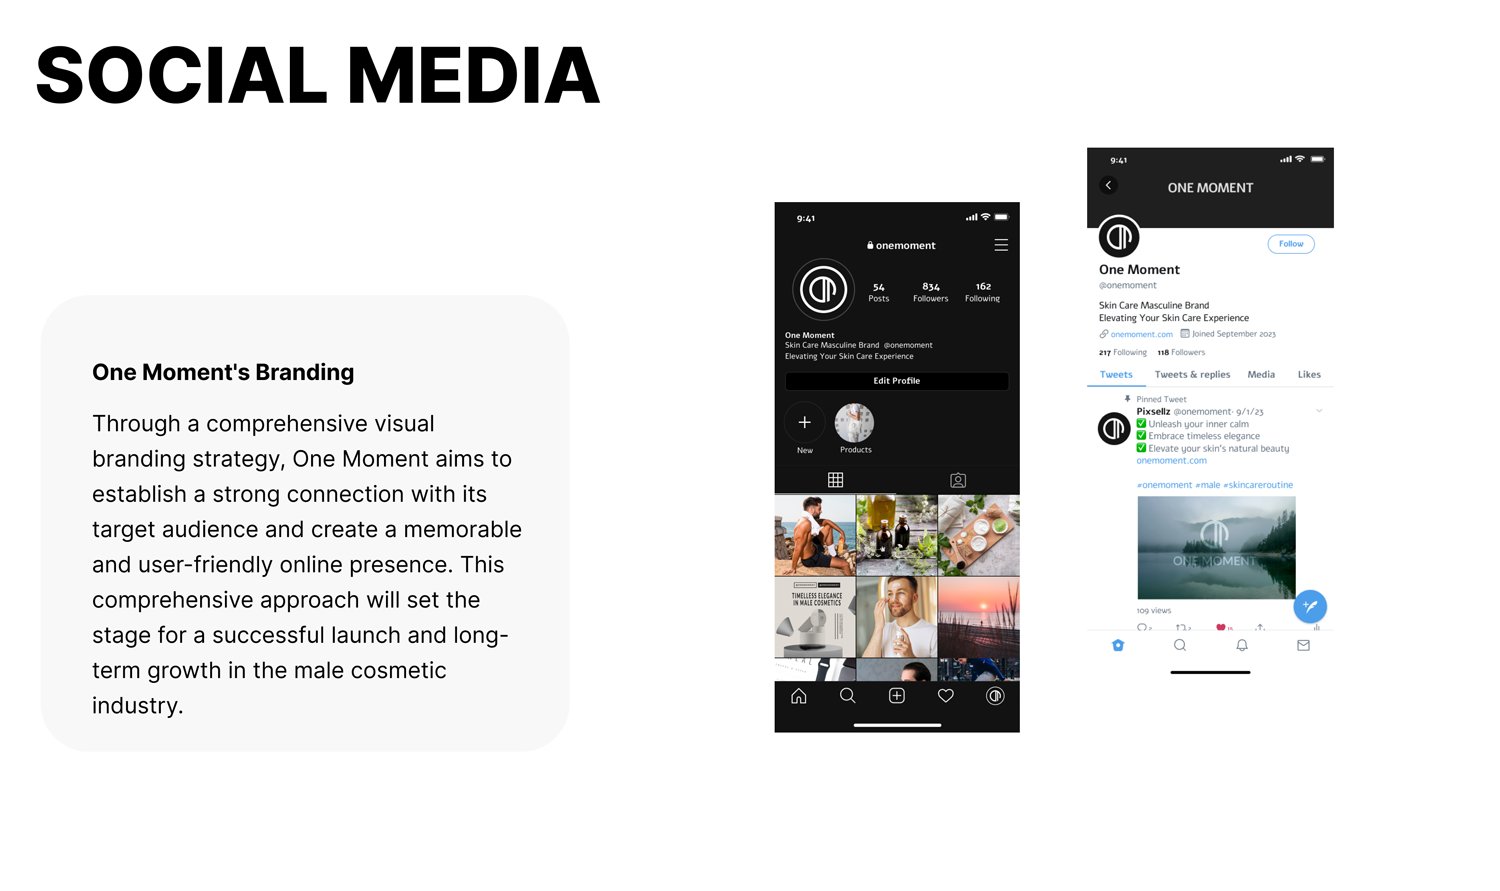 SOCIAL MEDIA
One Moment's Branding
Through a comprehensive visual
branding strategy, One Moment aims to
establish a strong connection with its
target audience and create a memorable
and user-friendly online presence. This
comprehensive approach will set the
stage for a successful launch and long-
term growth in the male cosmetic
industry.
9:41
onemoment
54
Posts
834
Followers
162
Following
One Moment
Skin Care Masculine Brand @onemoment
Elevating Your Skin Care Experience
Edit Profile
New
Products
TIMELESS ELEGANCE
IN MALE COSMETICS
9:41
ONE MOMENT
Follow
One Moment
@onemoment
Skin Care Masculine Brand
Elevating Your Skin Care Experience
onemoment.com Joined September 2023
217 Following 118 Followers
Tweets Tweets & replies Media Likes
Pinned Tweet
Pixsellz @onemoment· 9/1/23
✅ Unleash your inner calm
✅ Embrace timeless elegance
✅ Elevate your skin's natural beauty
onemoment.com
#onemoment #male #skincareroutine
ONE MOMENT
109 views